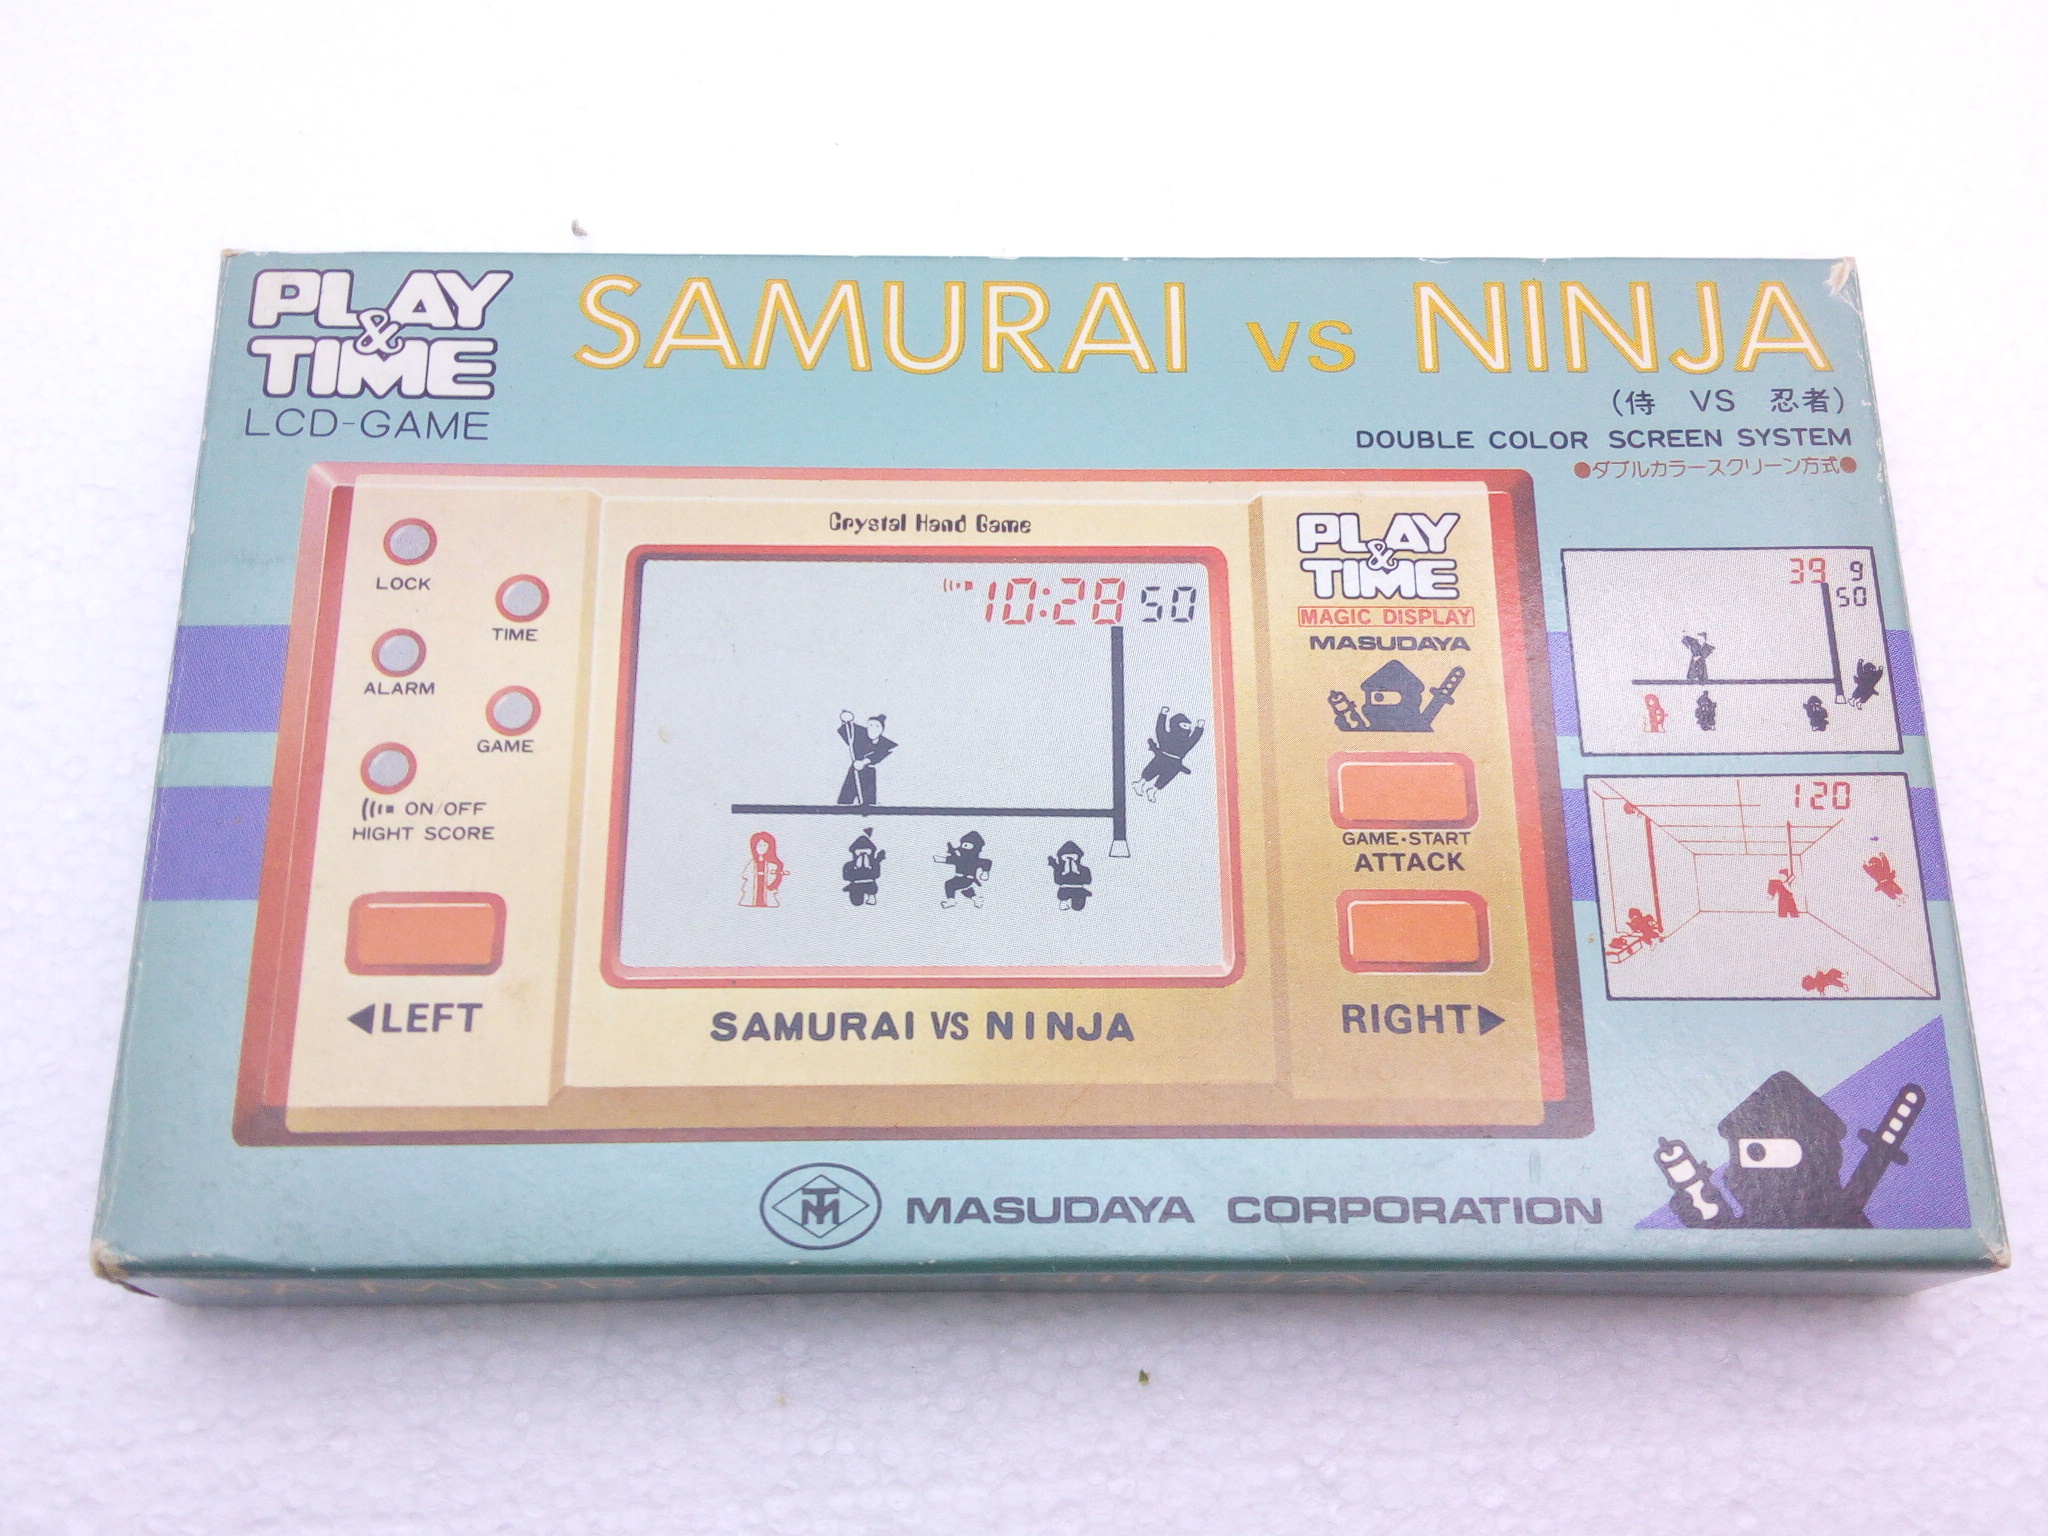 PLAY
&
TIME
LCD-GAME
SAMURAI VS NINJA
(侍 VS 忍者)
DOUBLE COLOR SCREEN SYSTEM
●ダブルカラースクリーン方式●
Crystal Hand Game
LOCK
TIME
ALARM
GAME
ON/OFF
HIGHT SCORE
◀LEFT
10:28 50
SAMURAI VS NINJA
PLAY
&
TIME
MAGIC DISPLAY
MASUDAYA
GAME·START
ATTACK
RIGHT▶
39 9
50
120
TM
MASUDAYA CORPORATION